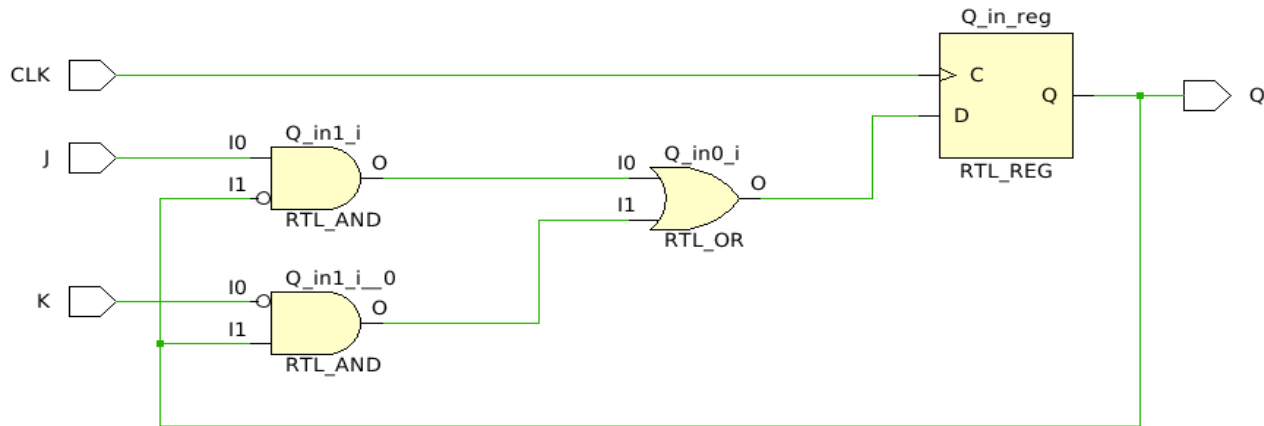 Q_in_reg
CLK
C
Q
Q
D
RTL_REG
J
I0
Q_in1_i
O
I1
RTL_AND
I0
Q_in0_i
O
I1
RTL_OR
K
I0
Q_in1_i__0
O
I1
RTL_AND